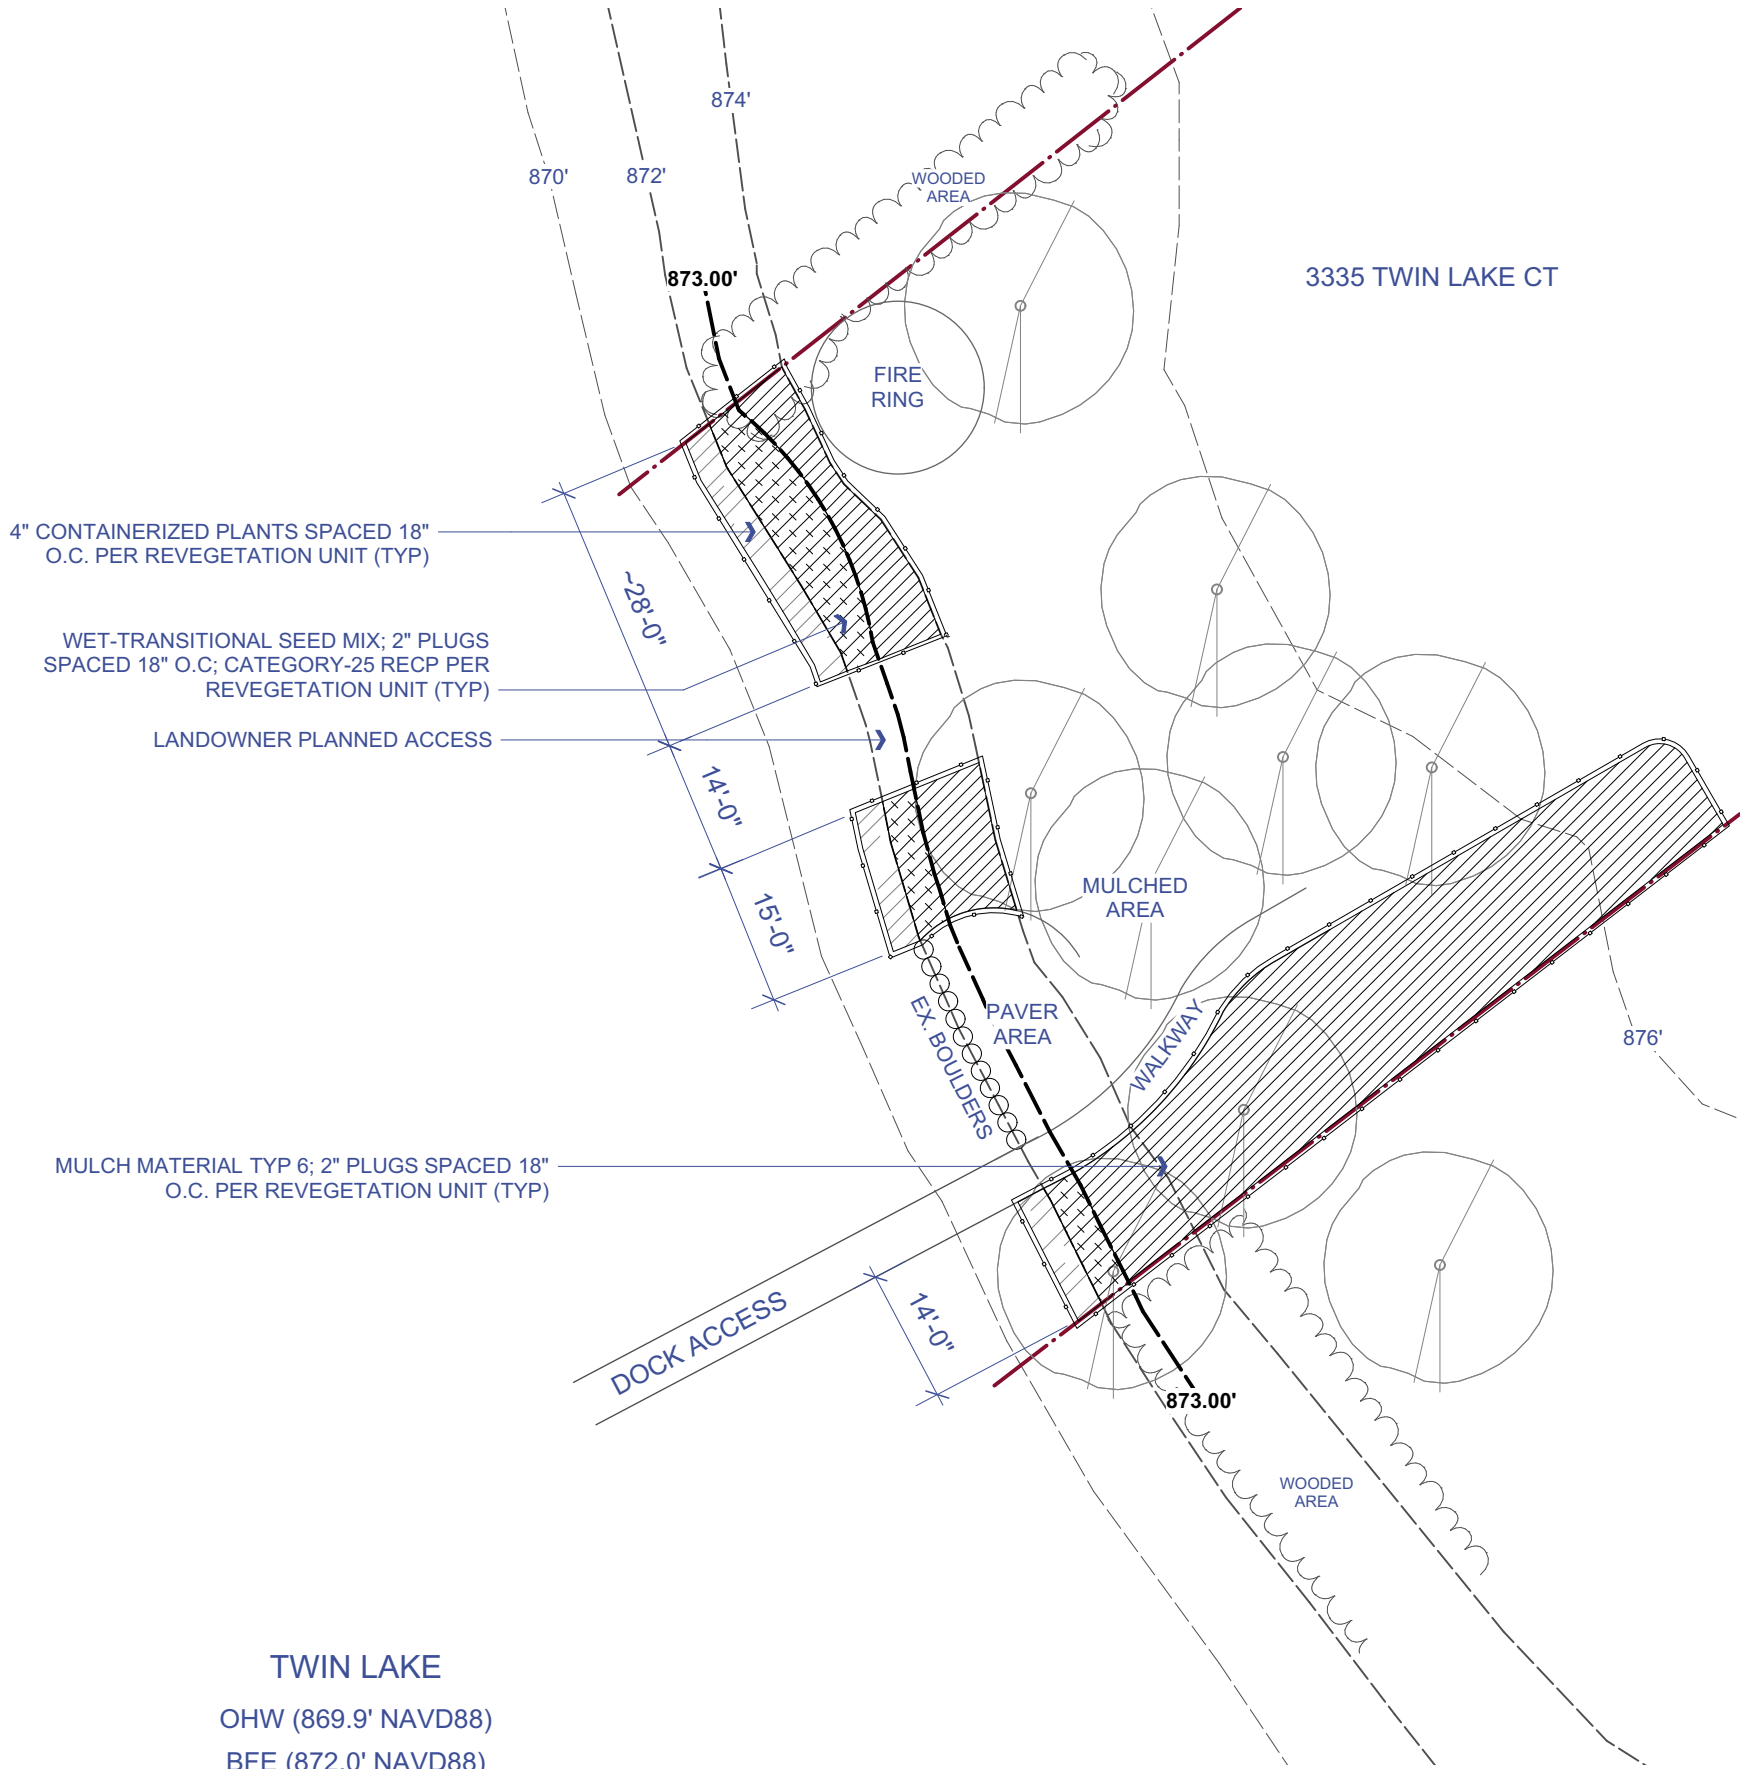 874'
870'
872'
WOODED
AREA
873.00'
3335 TWIN LAKE CT
FIRE
RING
4" CONTAINERIZED PLANTS SPACED 18"
O.C. PER REVEGETATION UNIT (TYP)
~28'-0"
WET-TRANSITIONAL SEED MIX; 2" PLUGS
SPACED 18" O.C; CATEGORY-25 RECP PER
REVEGETATION UNIT (TYP)
LANDOWNER PLANNED ACCESS
14'-0"
15'-0"
MULCHED
AREA
PAVER
AREA
EX. BOULDERS
WALKWAY
876'
MULCH MATERIAL TYP 6; 2" PLUGS SPACED 18"
O.C. PER REVEGETATION UNIT (TYP)
DOCK ACCESS
14'-0"
873.00'
WOODED
AREA
TWIN LAKE
OHW (869.9' NAVD88)
BFE (872.0' NAVD88)